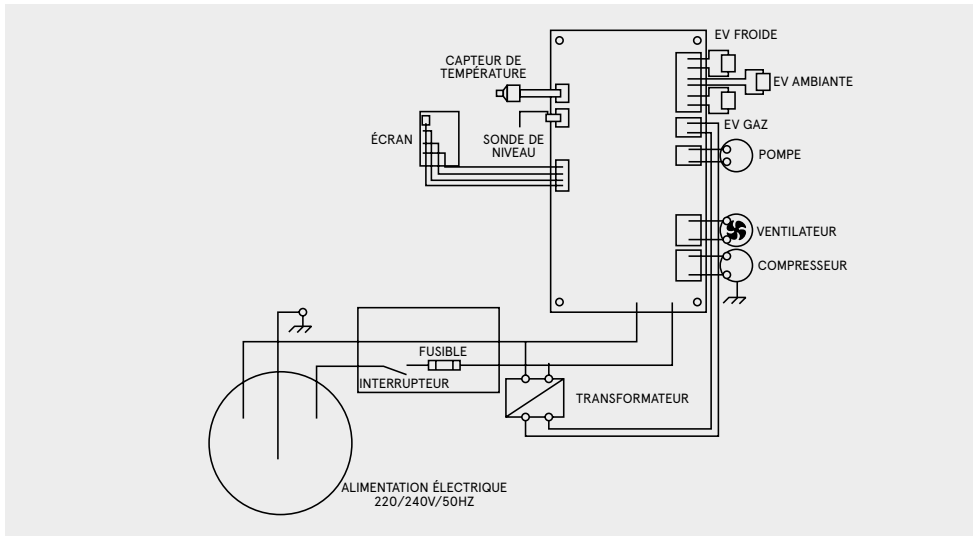 EV FROIDE
CAPTEUR DE
TEMPÉRATURE
EV AMBIANTE
EV GAZ
ÉCRAN
SONDE DE
NIVEAU
POMPE
VENTILATEUR
COMPRESSEUR
FUSIBLE
INTERRUPTEUR
TRANSFORMATEUR
ALIMENTATION ÉLECTRIQUE
220/240V/50HZ